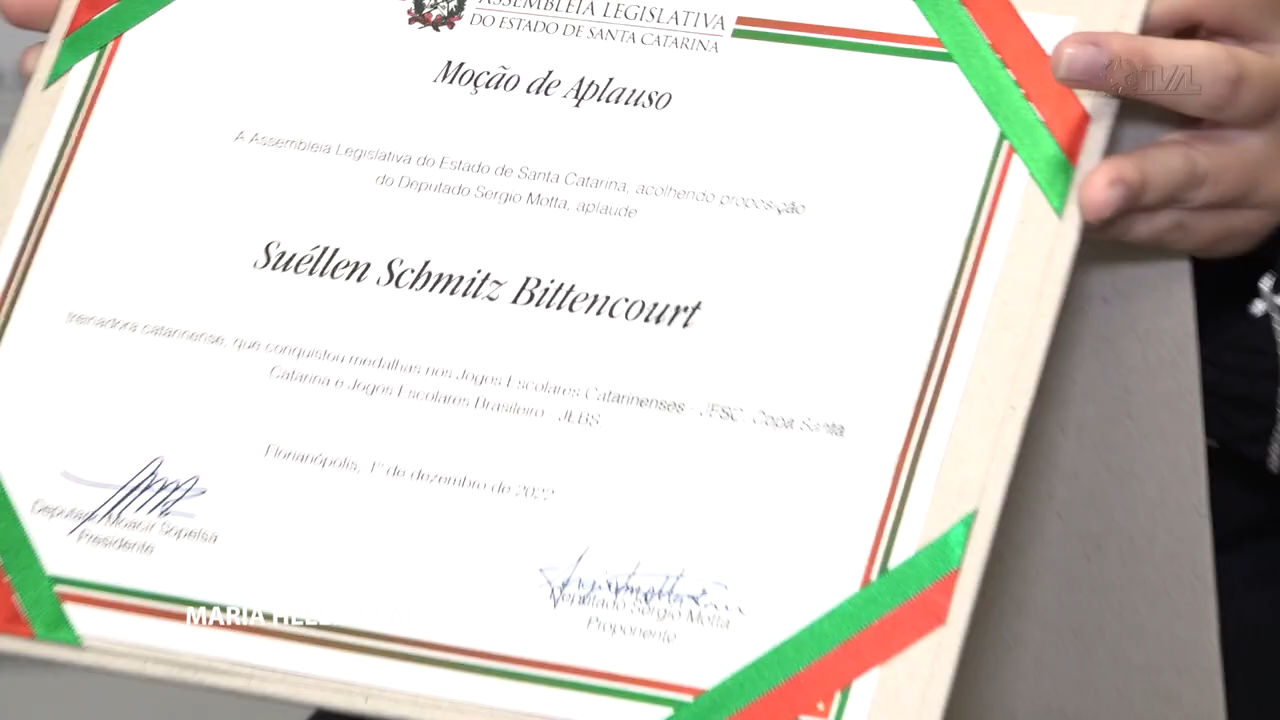 ASSEMBLEIA LEGISLATIVA
DO ESTADO DE SANTA CATARINA
TVAL
Moção de Aplauso
A Assembleia Legislativa do Estado de Santa Catarina, acolhendo proposição
do Deputado Sergio Motta, aplaude
Suéllen Schmitz Bittencourt
treinadora catarinense, que conquistou medalhas nos Jogos Escolares Catarinenses - JESC, Copa Santa
Catarina e Jogos Escolares Brasileiro - JEBS
Florianópolis, 1º de dezembro de 2022
Deputado Moacir Sopelsa
Presidente
Deputado Sergio Motta
Proponente
MARIA